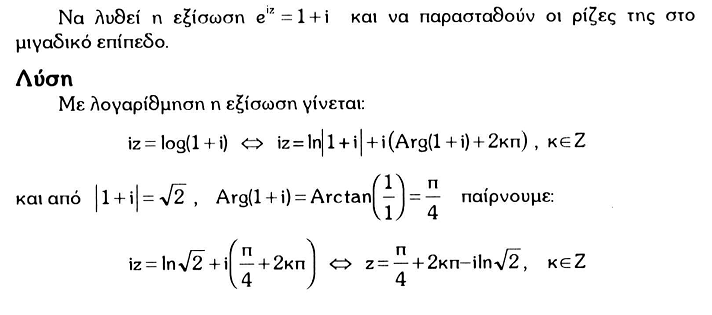 Να λυθεί η εξίσωση e^{iz} = 1+i και να παρασταθούν οι ρίζες της στο
μιγαδικό επίπεδο.
Λύση
Με λογαρίθμηση η εξίσωση γίνεται:
iz = log(1+i) ⇔ iz = ln|1+i| + i(Arg(1+i)+2κπ) , κ∈Z
και από |1+i| = √2 , Arg(1+i) = Arctan(1/1) = π/4 παίρνουμε:
iz = ln√2 + i(π/4 + 2κπ) ⇔ z = π/4 + 2κπ − iln√2, κ∈Z